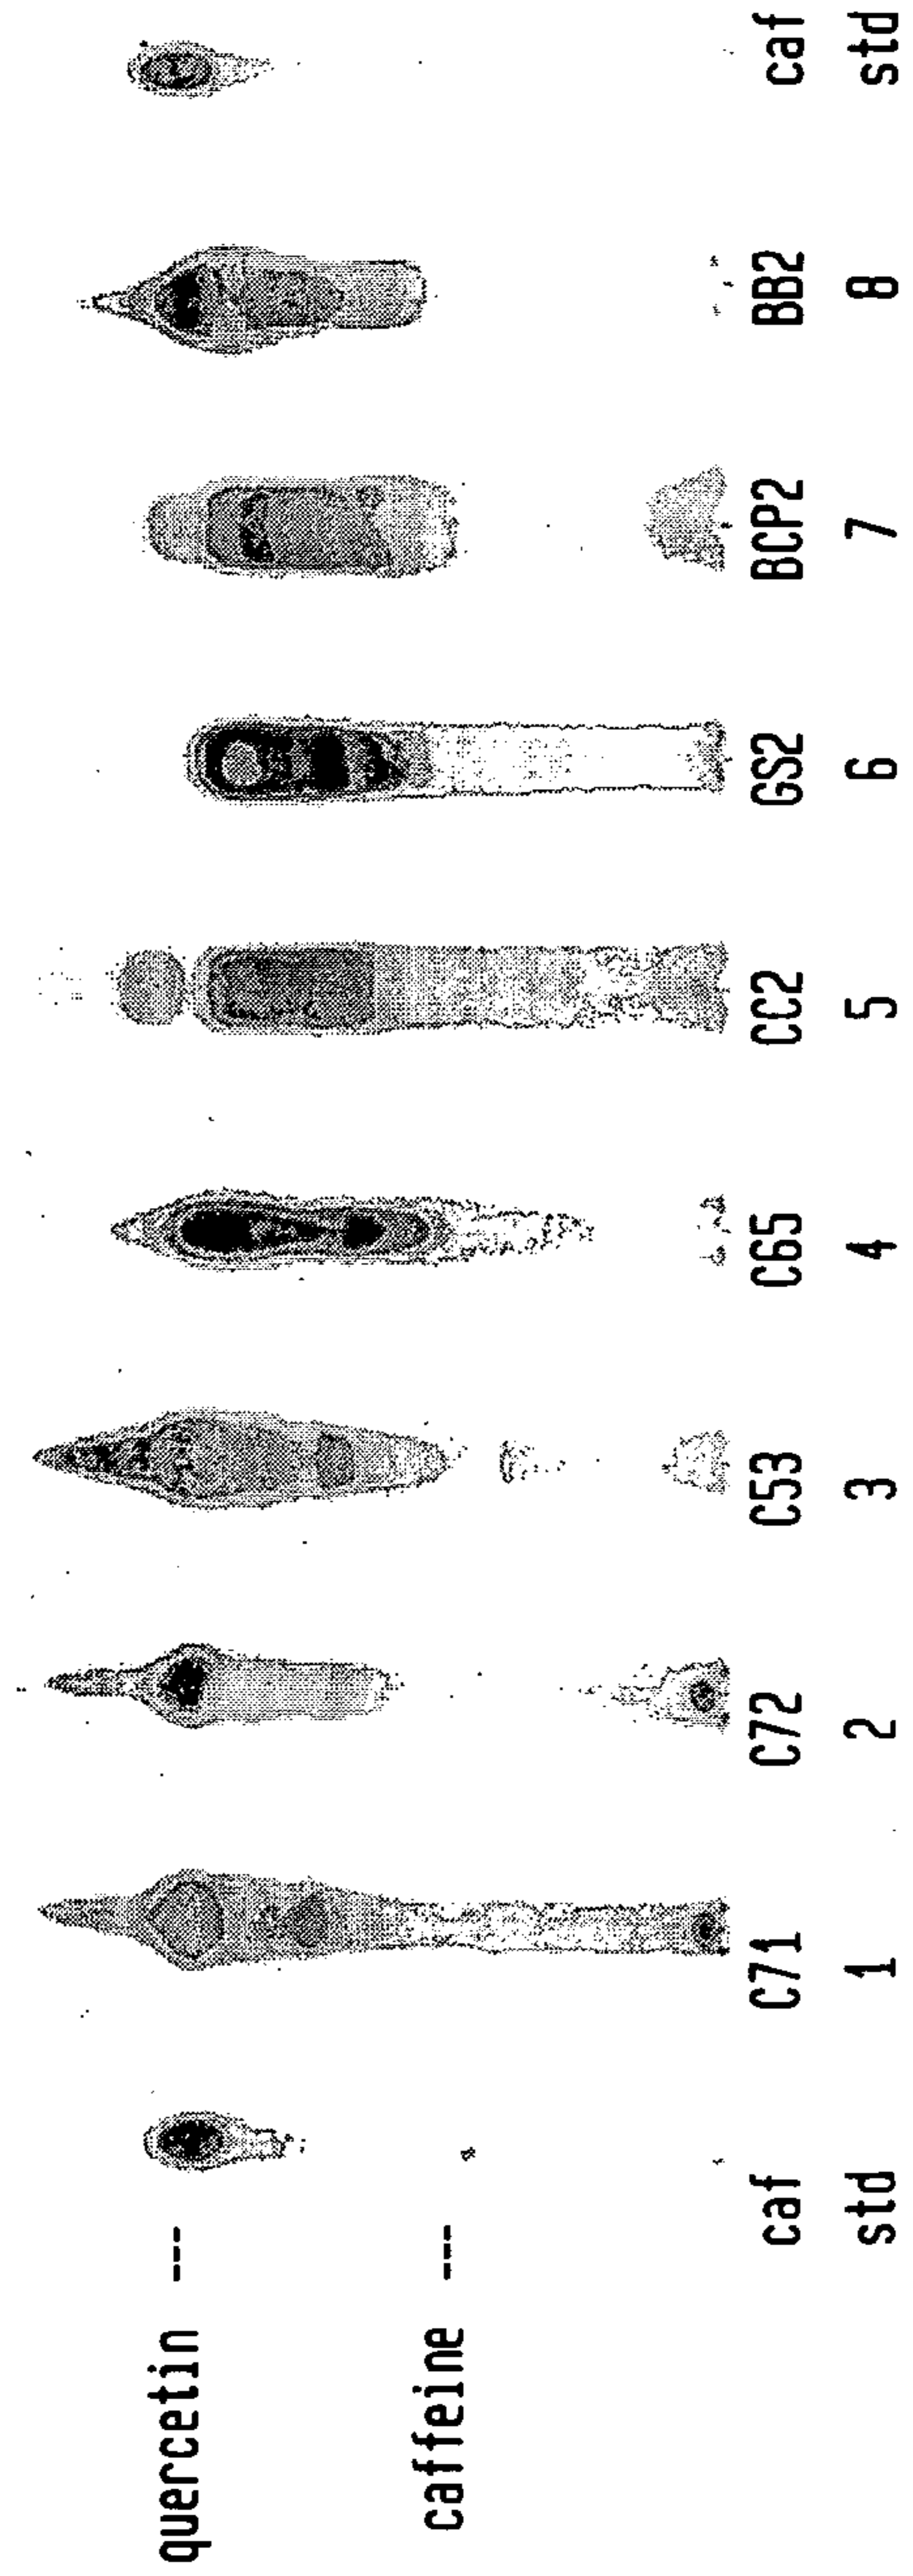 quercetin ---
caffeine ---
caf C71 C72 C53 C65 CC2 GS2 BCP2 BB2 caf
std 1 2 3 4 5 6 7 8 std